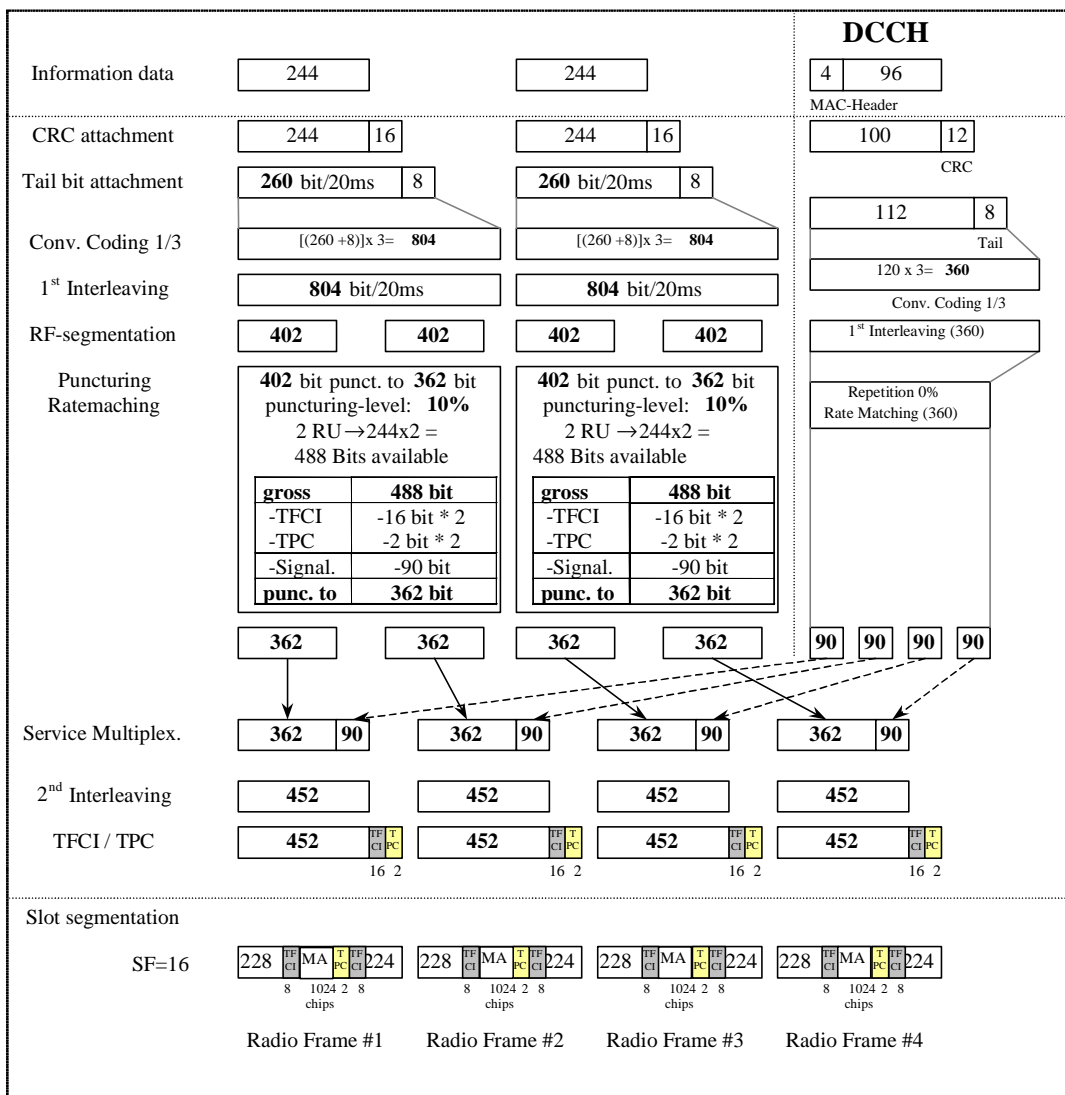 DCCH
Information data 244 244 4 96
MAC-Header
CRC attachment 244 16 244 16 100 12
CRC
Tail bit attachment 260 bit/20ms 8 260 bit/20ms 8
112 8
Tail
Conv. Coding 1/3 [(260 +8)]x 3= 804 [(260 +8)]x 3= 804
120 x 3= 360
Conv. Coding 1/3
1st Interleaving 804 bit/20ms 804 bit/20ms
RF-segmentation 402 402 402 402 1st Interleaving (360)
Puncturing
Ratemaching
402 bit punct. to 362 bit
puncturing-level: 10%
2 RU →244x2 =
488 Bits available
gross 488 bit
-TFCI -16 bit * 2
-TPC -2 bit * 2
-Signal. -90 bit
punc. to 362 bit
402 bit punct. to 362 bit
puncturing-level: 10%
2 RU →244x2 =
488 Bits available
gross 488 bit
-TFCI -16 bit * 2
-TPC -2 bit * 2
-Signal. -90 bit
punc. to 362 bit
Repetition 0%
Rate Matching (360)
362 362 362 362 90 90 90 90
Service Multiplex. 362 90 362 90 362 90 362 90
2nd Interleaving 452 452 452 452
TFCI / TPC 452 TF CI T PC 452 TF CI T PC 452 TF CI T PC 452 TF CI T PC
16 2 16 2 16 2 16 2
Slot segmentation
SF=16 228 TF CI MA T PC TF CI 224 228 TF CI MA T PC TF CI 224 228 TF CI MA T PC TF CI 224 228 TF CI MA T PC TF CI 224
8 1024 2 8 8 1024 2 8 8 1024 2 8 8 1024 2 8
chips chips chips chips
Radio Frame #1 Radio Frame #2 Radio Frame #3 Radio Frame #4